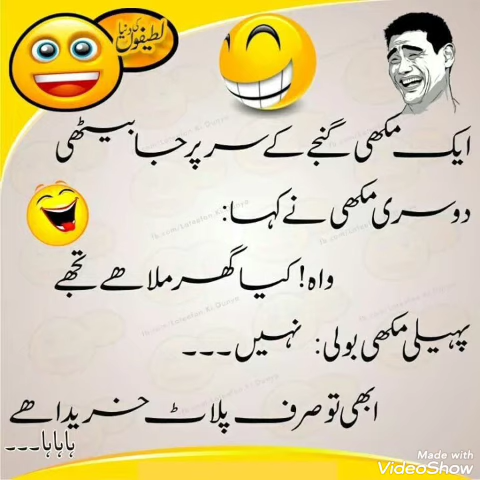 لطیفوں کی دنیا
ایک مکھی گنجے کے سر پر جا بیٹھی
دوسری مکھی نے کہا:
واہ! کیا گھر ملا ھے تجھے
پہلی مکھی بولی: نہیں۔۔۔
ابھی تو صرف پلاٹ خریدا ھے
ہاہاہا۔۔۔
Made with
VideoShow